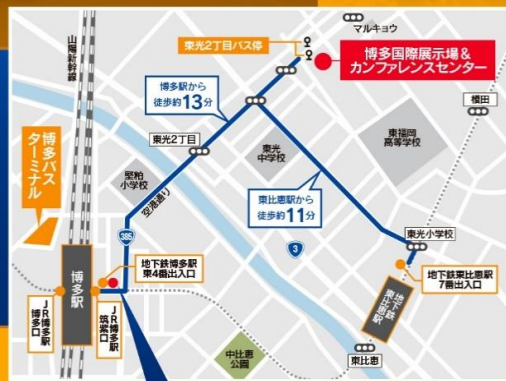 マルキョウ
東光2丁目バス停
博多国際展示場&
カンファレンスセンター
山陽新幹線
博多駅から
徒歩約13分
榎田
東福岡
高等学校
東光2丁目
東光
中学校
博多バス
ターミナル
堅粕
小学校
東比恵駅から
徒歩約11分
空港通り
東光小学校
385
3
地下鉄博多駅
東4番出入口
地下鉄東比恵駅
7番出入口
博多駅
地下鉄
東比恵駅
JR博多駅
博多口
JR博多駅
筑紫口
中比恵
公園
東比恵